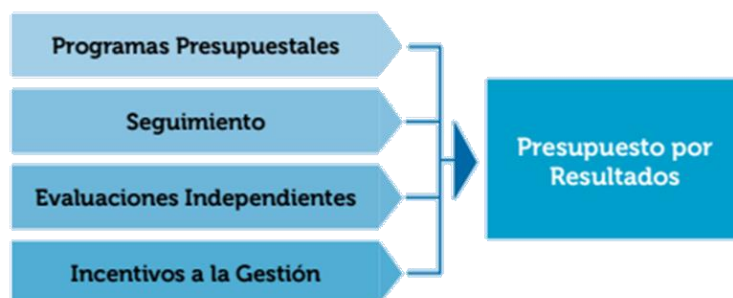 Programas Presupuestales
Seguimiento
Evaluaciones Independientes
Incentivos a la Gestión
Presupuesto por
Resultados